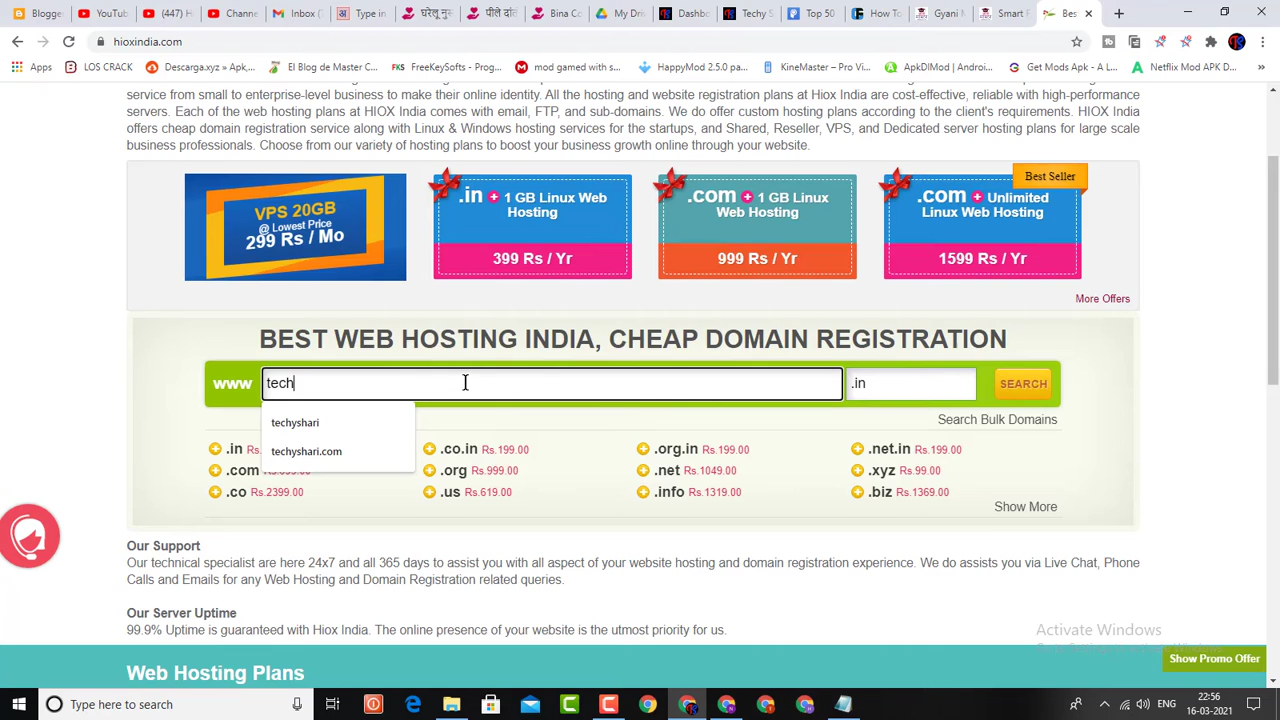 Blogger
YouTube
(447) H
Channel
Inbox (
Type in
घरेलू नुस
पीले दांत
Bina Co
My Driv
Dashbo
Techy S
Top 50
How To
Gyani M
Smart F
Bes
hioxindia.com
Apps
LOS CRACK
Descarga.xyz » Apk,...
El Blog de Master C...
FreeKeySofts - Prog...
mod gamed with s...
HappyMod 2.5.0 pa...
KineMaster – Pro Vi...
ApkDlMod | Androi...
Get Mods Apk - A L...
Netflix Mod APK D...
service from small to enterprise-level business to make their online identity. All the hosting and website registration plans at Hiox India are cost-effective, reliable with high-performance
servers. Each of the web hosting plans at HIOX India comes with email, FTP, and sub-domains. We do offer custom hosting plans according to the client's requirements. HIOX India
offers cheap domain registration service along with Linux & Windows hosting services for the startups, and Shared, Reseller, VPS, and Dedicated server hosting plans for large scale
business professionals. Choose from our variety of hosting plans to boost your business growth online through your website.
VPS 20GB
@ Lowest Price
299 Rs / Mo
.in + 1 GB Linux Web
Hosting
399 Rs / Yr
.com + 1 GB Linux
Web Hosting
999 Rs / Yr
Best Seller
.com + Unlimited
Linux Web Hosting
1599 Rs / Yr
More Offers
BEST WEB HOSTING INDIA, CHEAP DOMAIN REGISTRATION
www
tech
.in
SEARCH
techyshari
techyshari.com
Search Bulk Domains
.in Rs.
.co.in Rs.199.00
.org.in Rs.199.00
.net.in Rs.199.00
.com
.org Rs.999.00
.net Rs.1049.00
.xyz Rs.99.00
.co Rs.2399.00
.us Rs.619.00
.info Rs.1319.00
.biz Rs.1369.00
Show More
Our Support
Our technical specialist are here 24x7 and all 365 days to assist you with all aspect of your website hosting and domain registration experience. We do assists you via Live Chat, Phone
Calls and Emails for any Web Hosting and Domain Registration related queries.
Our Server Uptime
99.9% Uptime is guaranteed with Hiox India. The online presence of your website is the utmost priority for us.
Activate Windows
Web Hosting Plans
Show Promo Offer
Type here to search
ENG
22:56
16-03-2021